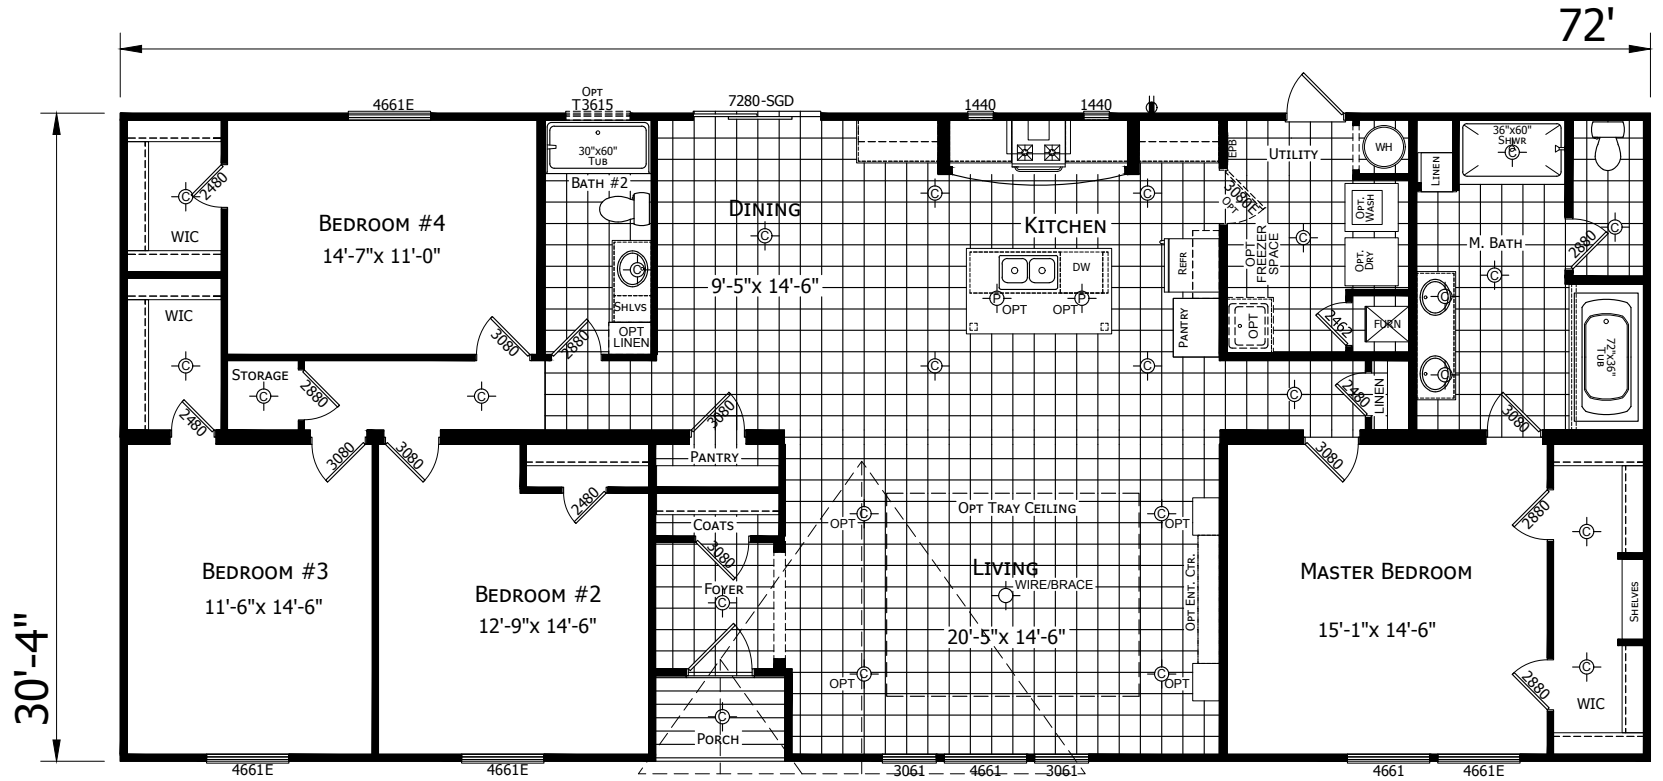 72'
30'-4"
4661E
OPT
T3615
7280-SGD
1440
1440
30"x60"
TUB
BATH #2
2480
WIC
BEDROOM #4
14'-7"x 11'-0"
SHLVS
OPT
LINEN
2880
3080
DINING
9'-5"x 14'-6"
KITCHEN
DW
OPT
OPT
REFR
PANTRY
EPB
UTILITY
3080E
OPT
OPT
FREEZER
SPACE
OPT
WH
OPT.
WASH
OPT.
DRY
2462
FURN
LINEN
36"x60"
SHWR
M. BATH
2880
72"x36"
TUB
3080
WIC
2480
STORAGE
2880
3080
3080
3080
PANTRY
2480
COATS
3080
FOYER
PORCH
2480
LINEN
3080
BEDROOM #3
11'-6"x 14'-6"
BEDROOM #2
12'-9"x 14'-6"
OPT TRAY CEILING
OPT
OPT
LIVING
WIRE/BRACE
20'-5"x 14'-6"
OPT ENT. CTR.
OPT
OPT
MASTER BEDROOM
15'-1"x 14'-6"
2880
SHELVES
2880
WIC
4661E
4661E
3061
4661
3061
4661
4661E